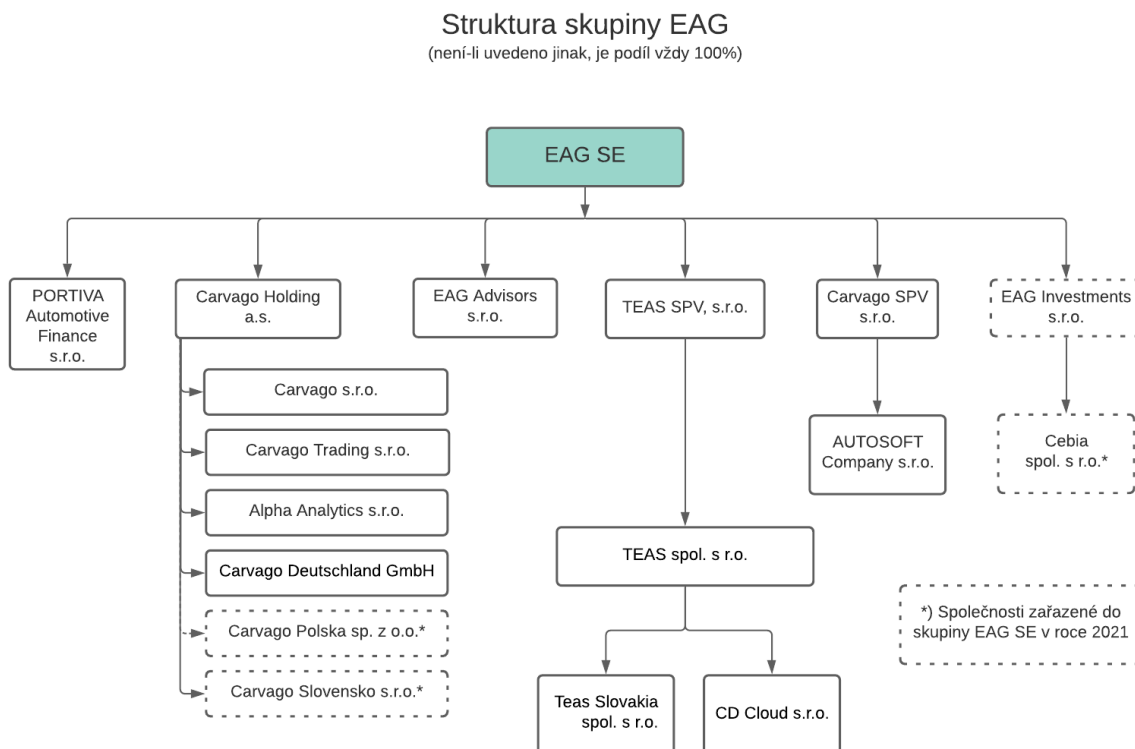 Struktura skupiny EAG
(není-li uvedeno jinak, je podíl vždy 100%)
EAG SE
PORTIVA
Automotive
Finance
s.r.o.
Carvago Holding
a.s.
EAG Advisors
s.r.o.
TEAS SPV, s.r.o.
Carvago SPV
s.r.o.
EAG Investments
s.r.o.
Carvago s.r.o.
Carvago Trading s.r.o.
Alpha Analytics s.r.o.
Carvago Deutschland GmbH
Carvago Polska sp. z o.o.*
Carvago Slovensko s.r.o.*
AUTOSOFT
Company s.r.o.
Cebia
spol. s r.o.*
TEAS spol. s r.o.
Teas Slovakia
spol. s r.o.
CD Cloud s.r.o.
*) Společnosti zařazené do
skupiny EAG SE v roce 2021